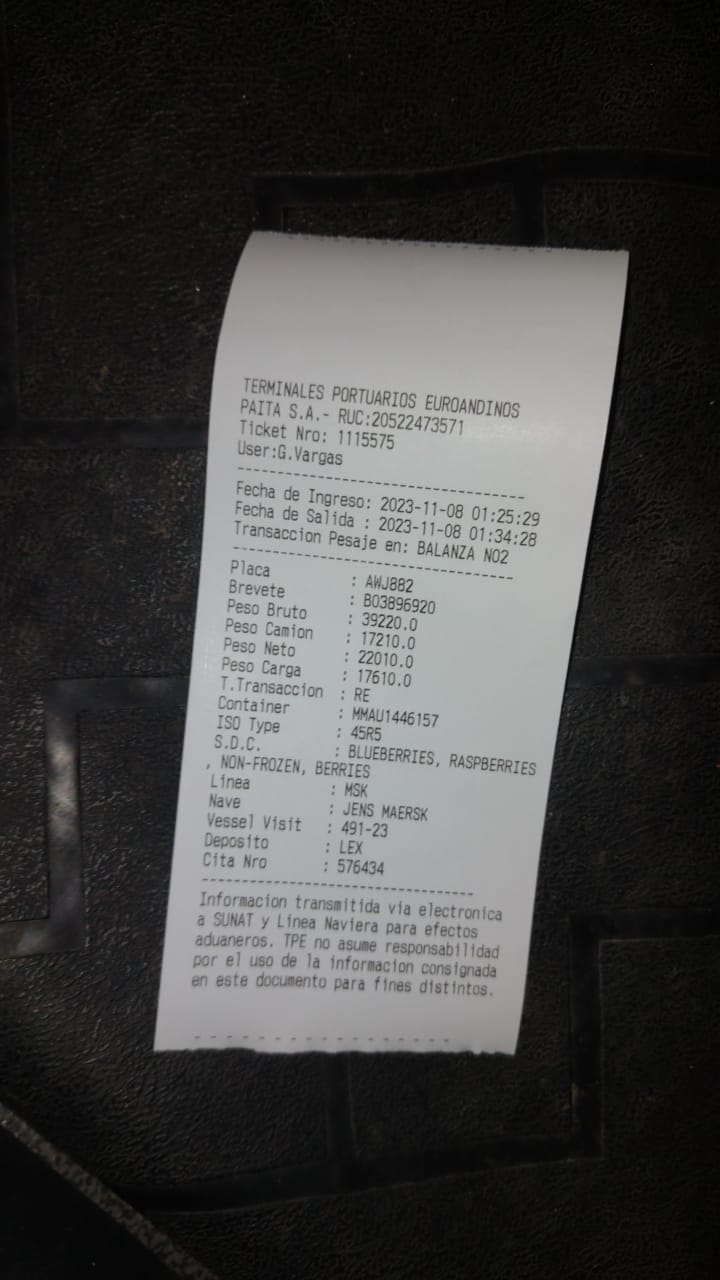 TERMINALES PORTUARIOS EUROANDINOS
PAITA S.A.- RUC:20522473571
Ticket Nro: 1115575
User:G.Vargas
--------------------------------
Fecha de Ingreso: 2023-11-08 01:25:29
Fecha de Salida : 2023-11-08 01:34:28
Transaccion Pesaje en: BALANZA NO2
--------------------------------
Placa : AWJ882
Brevete : B03896920
Peso Bruto : 39220.0
Peso Camion : 17210.0
Peso Neto : 22010.0
Peso Carga : 17610.0
T.Transaccion : RE
Container : MMAU1446157
ISO Type : 45R5
S.D.C. : BLUEBERRIES, RASPBERRIES
, NON-FROZEN, BERRIES
Linea : MSK
Nave : JENS MAERSK
Vessel Visit : 491-23
Deposito : LEX
Cita Nro : 576434
--------------------------------
Informacion transmitida via electronica
a SUNAT y Linea Naviera para efectos
aduaneros. TPE no asume responsabilidad
por el uso de la informacion consignada
en este documento para fines distintos.